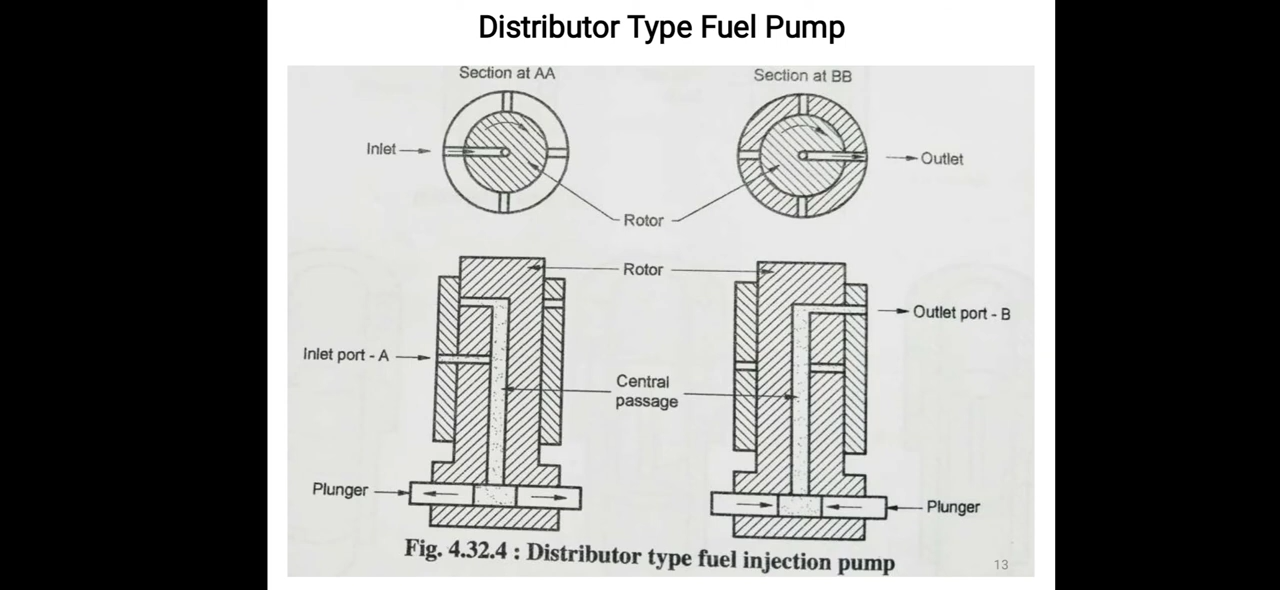 Distributor Type Fuel Pump
Section at AA
Section at BB
Inlet
Outlet
Rotor
Rotor
Outlet port - B
Inlet port - A
Central
passage
Plunger
Plunger
Fig. 4.32.4 : Distributor type fuel injection pump
13